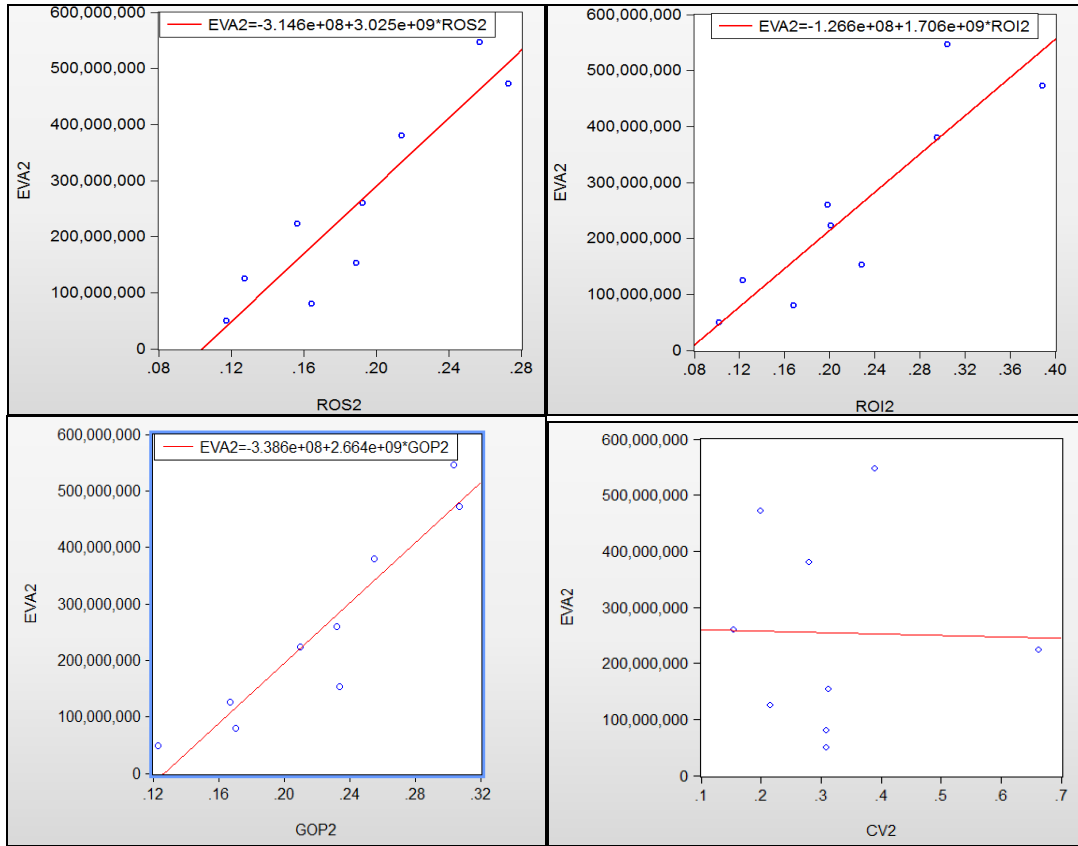 EVA2=-3.146e+08+3.025e+09*ROS2
600,000,000
500,000,000
400,000,000
300,000,000
200,000,000
100,000,000
0
EVA2
.08 .12 .16 .20 .24 .28
ROS2
EVA2=-1.266e+08+1.706e+09*ROI2
600,000,000
500,000,000
400,000,000
300,000,000
200,000,000
100,000,000
0
EVA2
.08 .12 .16 .20 .24 .28 .32 .36 .40
ROI2
EVA2=-3.386e+08+2.664e+09*GOP2
600,000,000
500,000,000
400,000,000
300,000,000
200,000,000
100,000,000
0
EVA2
.12 .16 .20 .24 .28 .32
GOP2
600,000,000
500,000,000
400,000,000
300,000,000
200,000,000
100,000,000
0
EVA2
.1 .2 .3 .4 .5 .6 .7
CV2